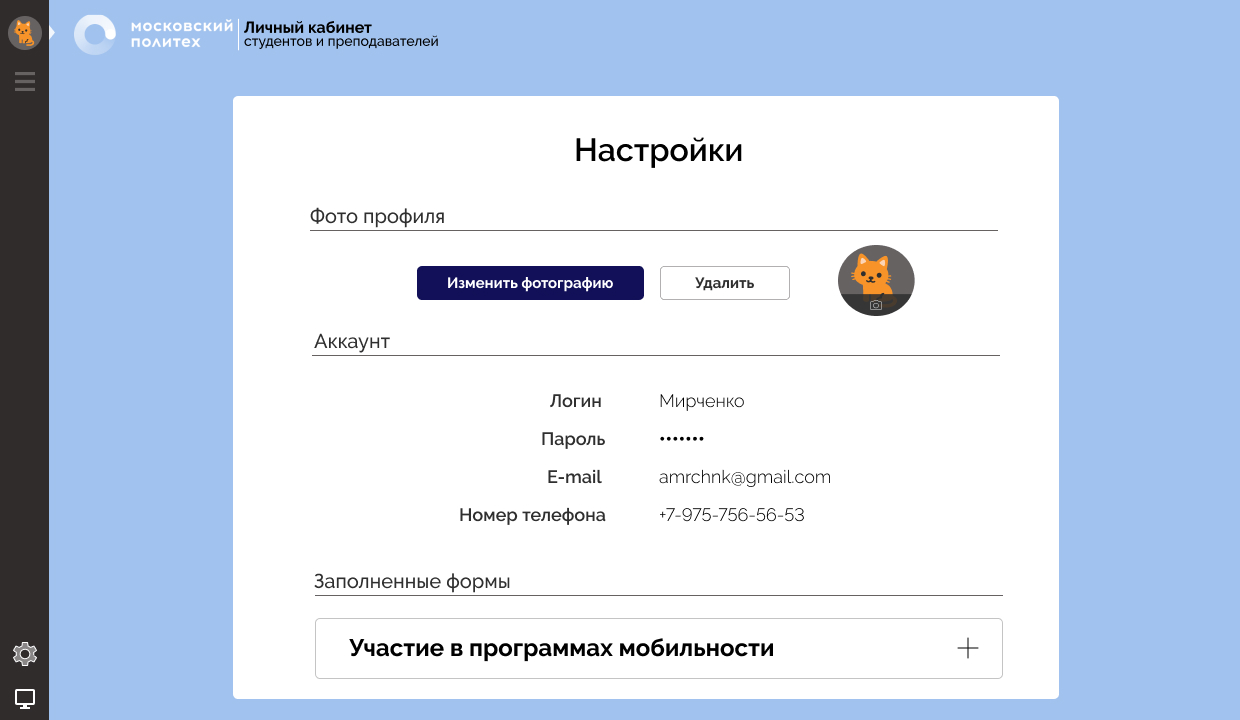 московский
политех
Личный кабинет
студентов и преподавателей
Настройки
Фото профиля
Изменить фотографию
Удалить
Аккаунт
Логин Мирченко
Пароль •••••••
E-mail amrchnk@gmail.com
Номер телефона +7-975-756-56-53
Заполненные формы
Участие в программах мобильности